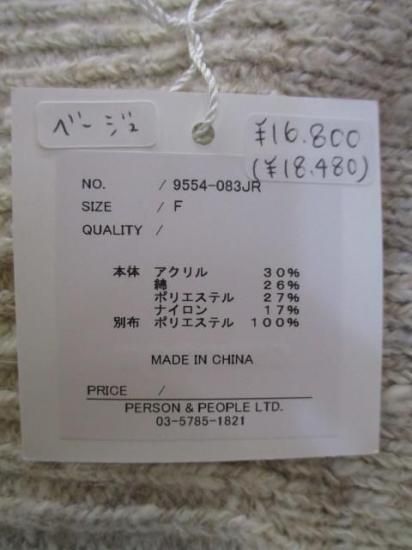 ベージュ
¥16.800
(¥18.480)
NO. / 9554-083JR
SIZE / F
QUALITY /
本体 アクリル 30%
綿 26%
ポリエステル 27%
ナイロン 17%
別布 ポリエステル 100%
MADE IN CHINA
PRICE /
PERSON & PEOPLE LTD.
03-5785-1821